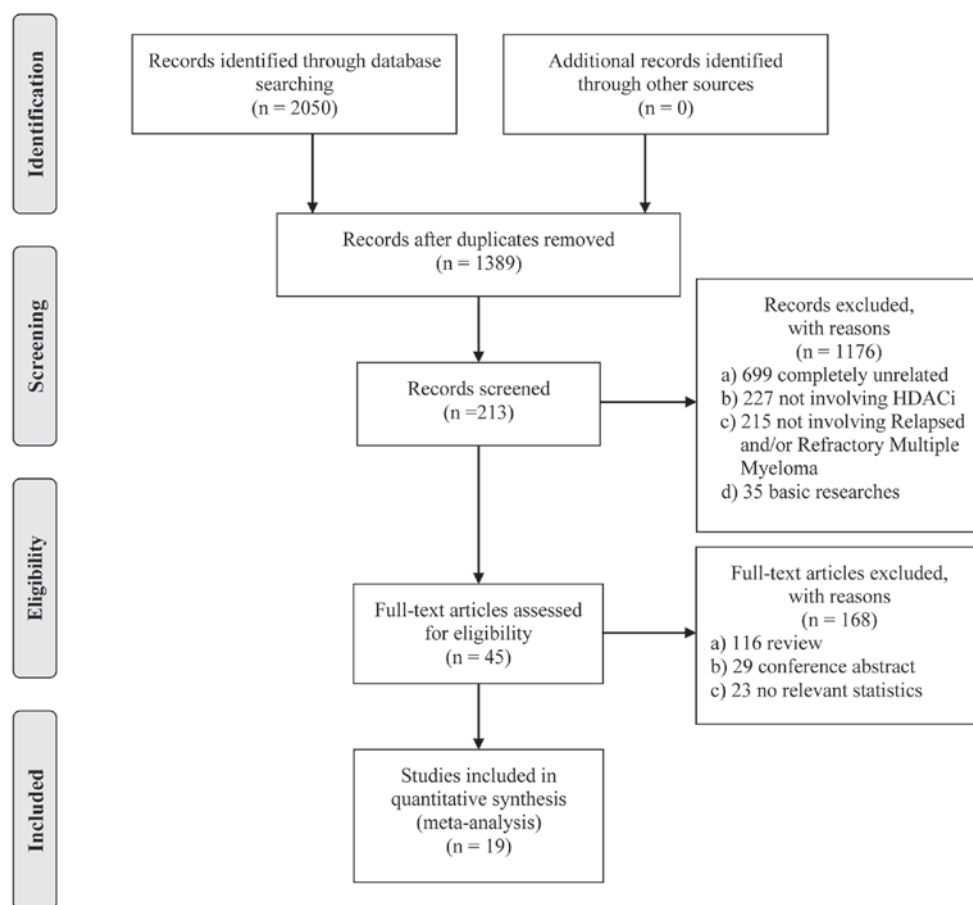 Identification
Records identified through database
searching
(n = 2050)
Additional records identified
through other sources
(n = 0)
Records after duplicates removed
(n = 1389)
Screening
Records screened
(n =213)
Records excluded,
with reasons
(n = 1176)
a) 699 completely unrelated
b) 227 not involving HDACi
c) 215 not involving Relapsed
and/or Refractory Multiple
Myeloma
d) 35 basic researches
Eligibility
Full-text articles assessed
for eligibility
(n = 45)
Full-text articles excluded,
with reasons
(n = 168)
a) 116 review
b) 29 conference abstract
c) 23 no relevant statistics
Included
Studies included in
quantitative synthesis
(meta-analysis)
(n = 19)